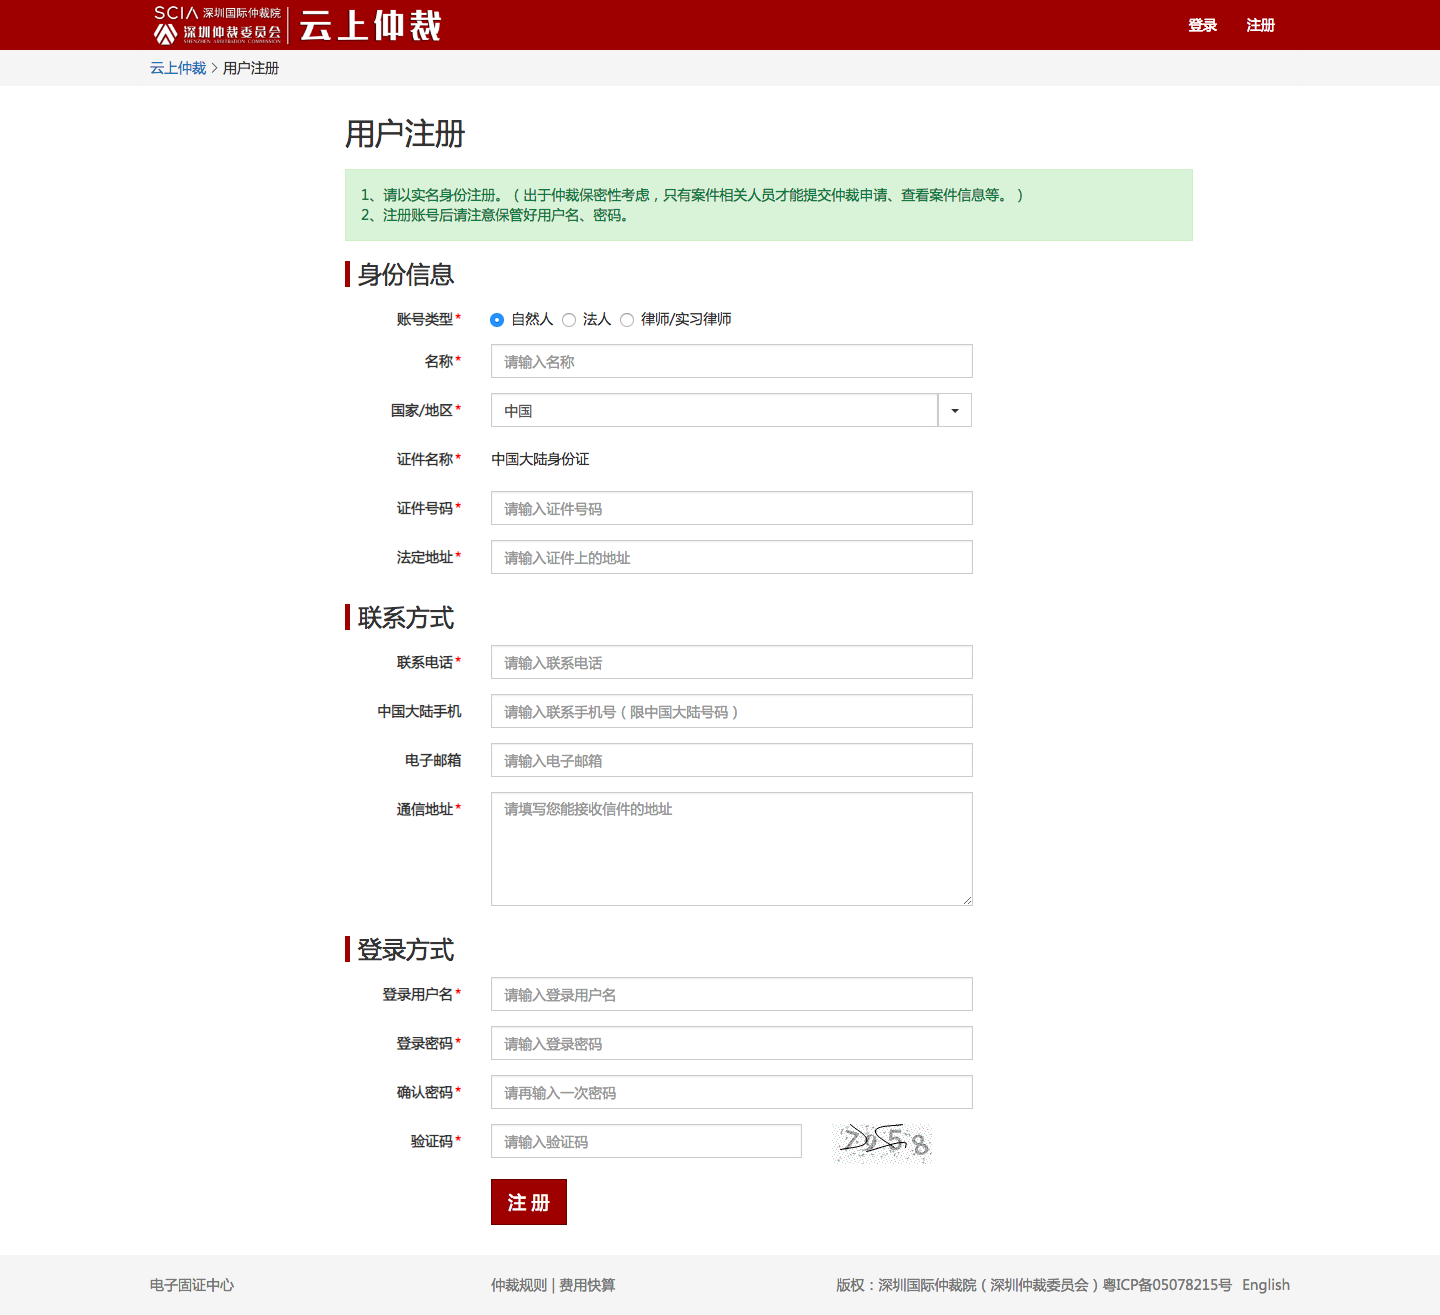 SCIA 深圳国际仲裁院
深圳仲裁委员会
SHENZHEN ARBITRATION COMMISSION
云上仲裁
登录 注册
云上仲裁 > 用户注册
用户注册
1、请以实名身份注册。（出于仲裁保密性考虑，只有案件相关人员才能提交仲裁申请、查看案件信息等。）
2、注册账号后请注意保管好用户名、密码。
身份信息
账号类型* 自然人 法人 律师/实习律师
名称* 请输入名称
国家/地区* 中国
证件名称* 中国大陆身份证
证件号码* 请输入证件号码
法定地址* 请输入证件上的地址
联系方式
联系电话* 请输入联系电话
中国大陆手机 请输入联系手机号（限中国大陆号码）
电子邮箱 请输入电子邮箱
通信地址* 请填写您能接收信件的地址
登录方式
登录用户名* 请输入登录用户名
登录密码* 请输入登录密码
确认密码* 请再输入一次密码
验证码* 请输入验证码 7958
注 册
电子固证中心 仲裁规则 | 费用快算 版权：深圳国际仲裁院（深圳仲裁委员会）粤ICP备05078215号 English